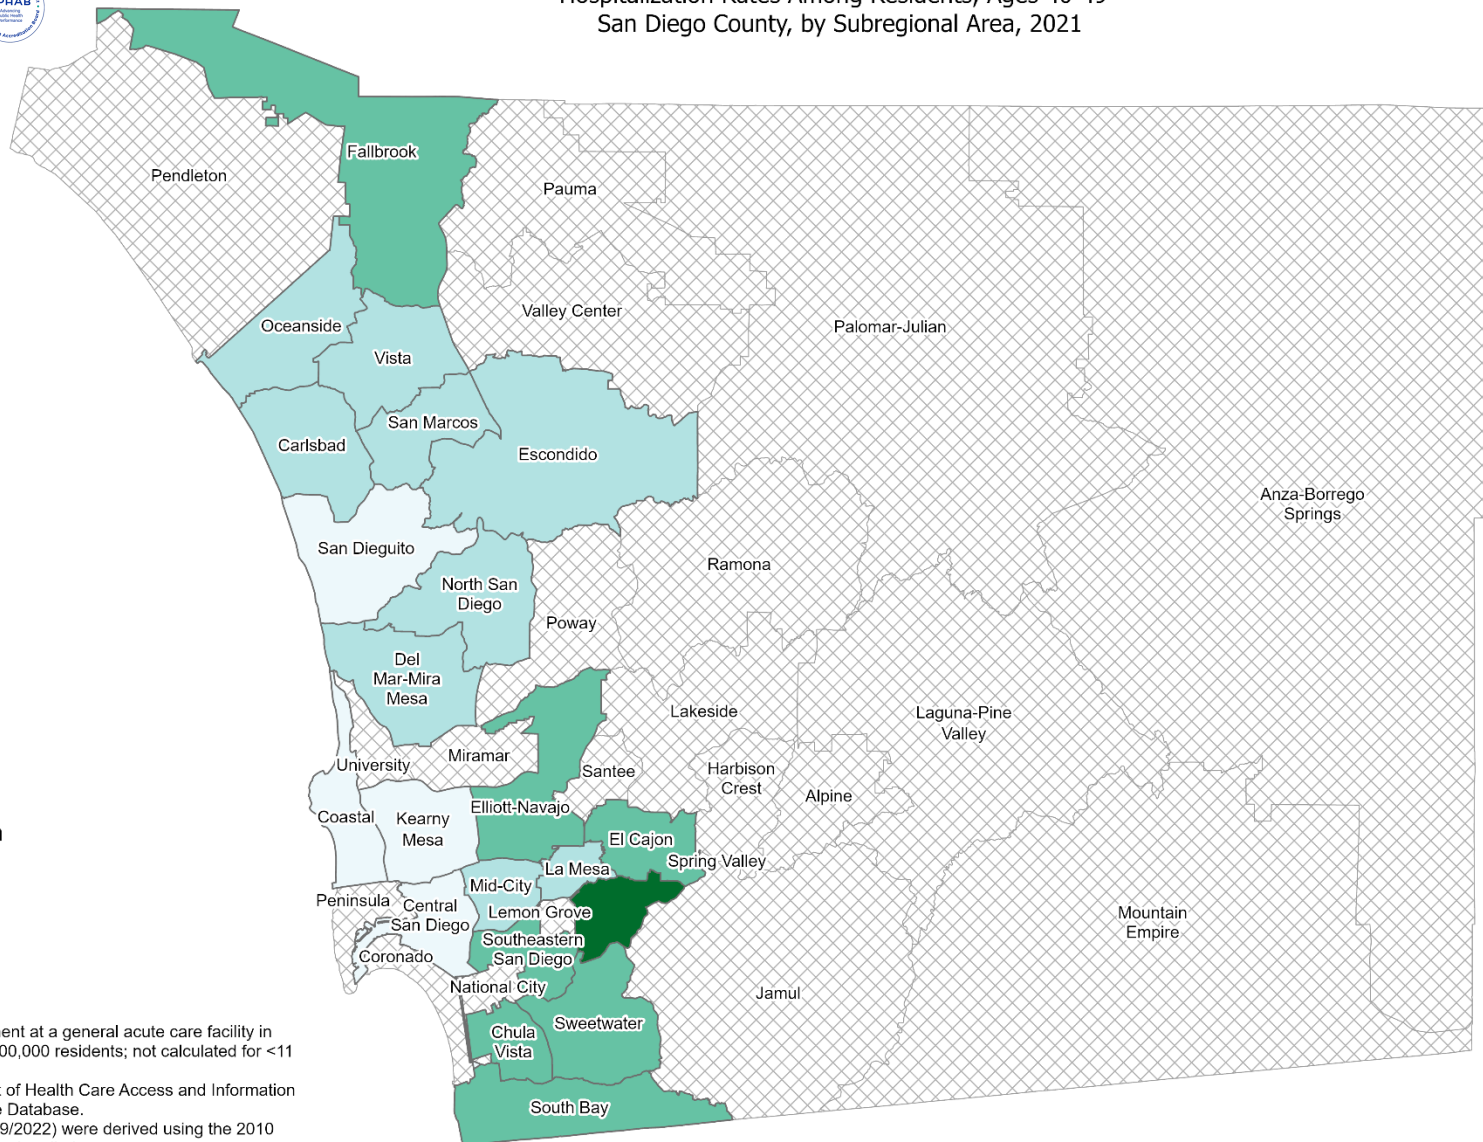 PHAB
Advancing
Public Health
Performance
San Diego County, by Subregional Area, 2021
Fallbrook
Pendleton
Pauma
Valley Center
Oceanside
Palomar-Julian
Vista
San Marcos
Carlsbad
Escondido
Anza-Borrego
Springs
San Dieguito
Ramona
North San
Diego
Poway
Del
Mar-Mira
Mesa
Lakeside
Laguna-Pine
Valley
Miramar
University
Santee
Harbison
Crest
Alpine
Elliott-Navajo
Coastal
Kearny
Mesa
El Cajon
Spring Valley
La Mesa
Mid-City
Peninsula
Central
San Diego
Lemon Grove
Mountain
Empire
Southeastern
San Diego
Coronado
National City
Jamul
Sweetwater
Chula
Vista
South Bay
ent at a general acute care facility in
00,000 residents; not calculated for <11
of Health Care Access and Information
Database.
9/2022) were derived using the 2010